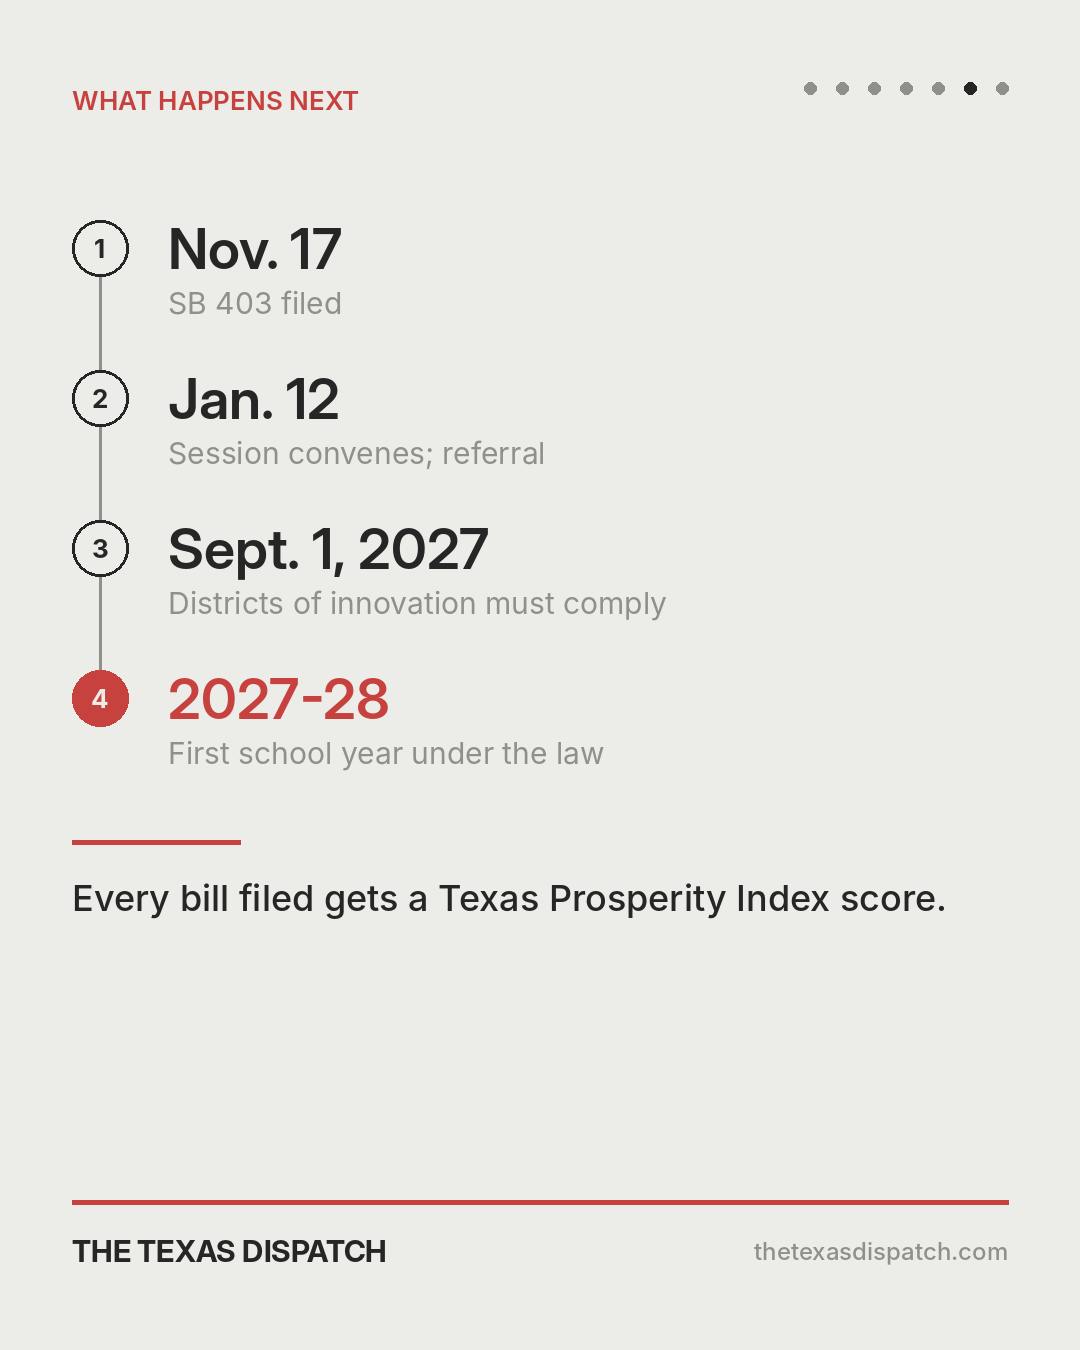 WHAT HAPPENS NEXT
1
Nov. 17
SB 403 filed
2
Jan. 12
Session convenes; referral
3
Sept. 1, 2027
Districts of innovation must comply
4
2027-28
First school year under the law
Every bill filed gets a Texas Prosperity Index score.
THE TEXAS DISPATCH
thetexasdispatch.com